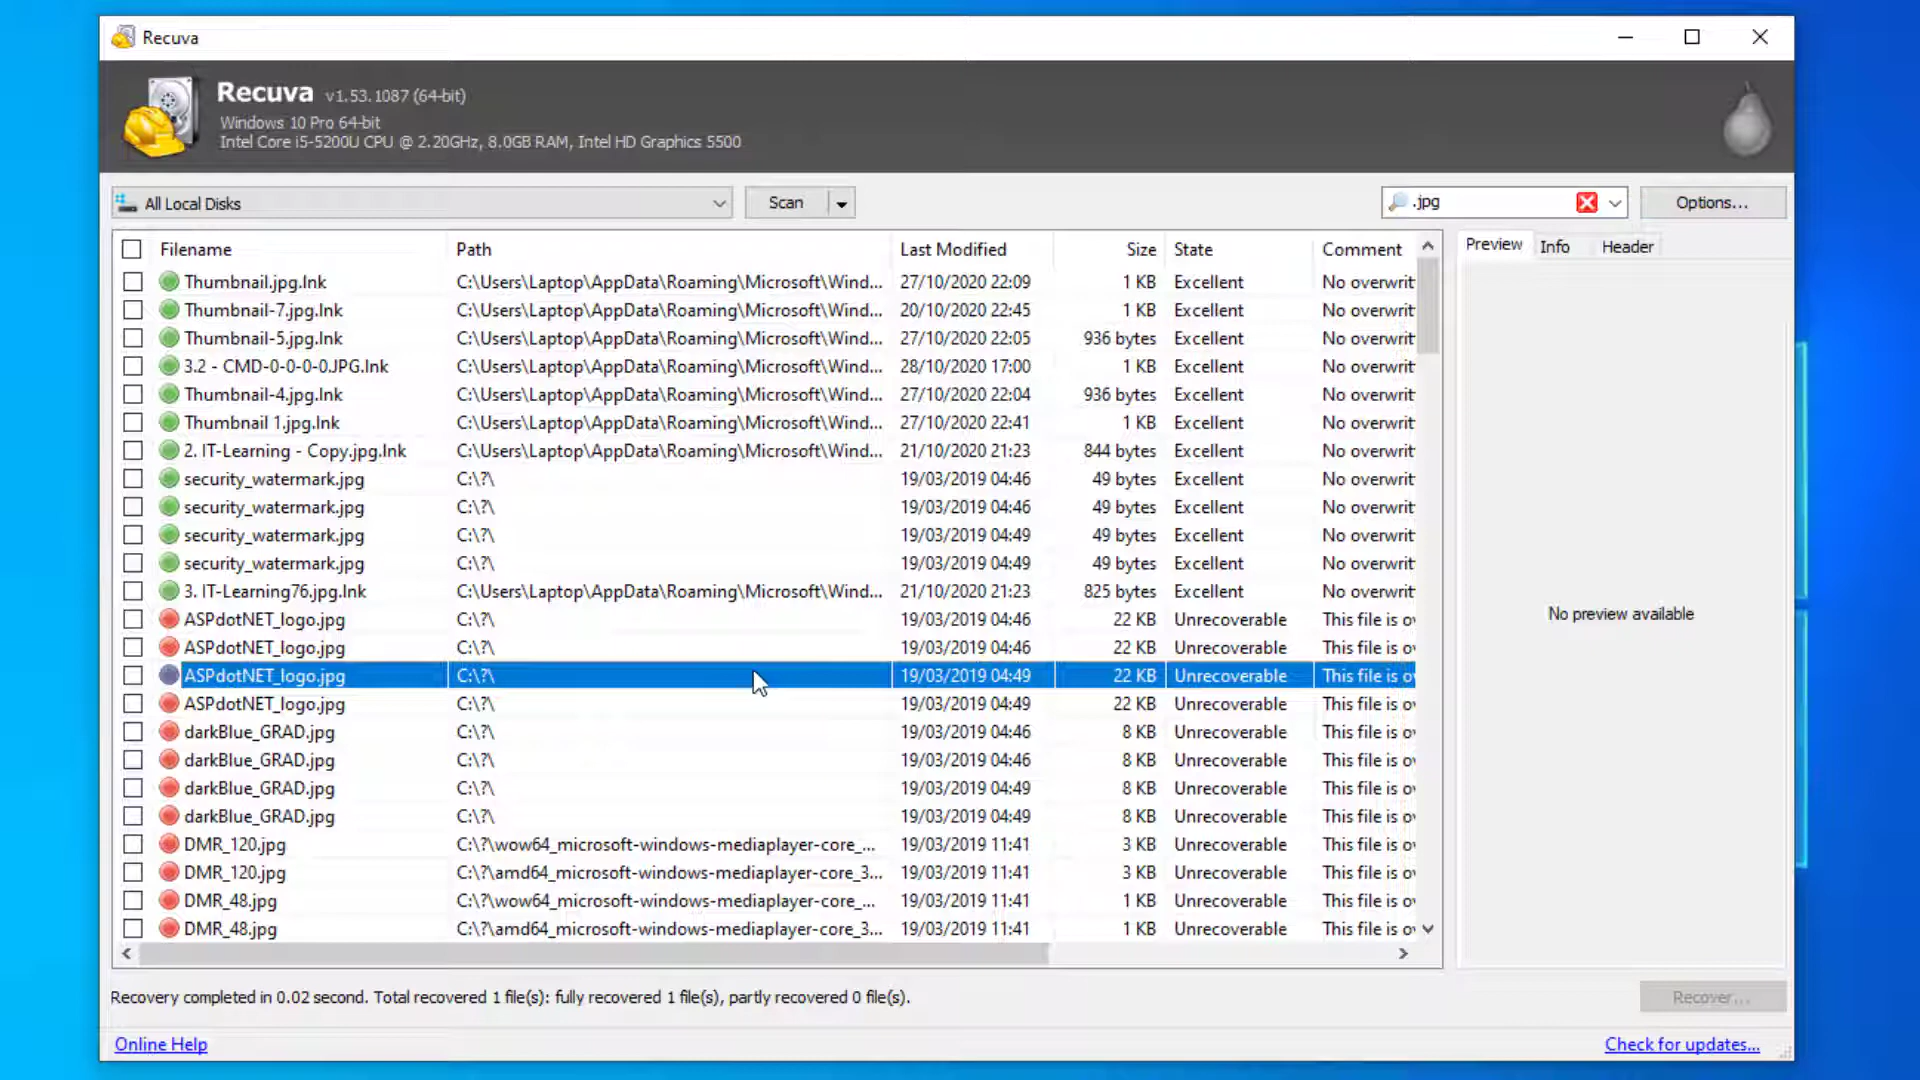 Recuva
Recuva v1.53.1087 (64-bit)
Windows 10 Pro 64-bit
Intel Core i5-5200U CPU @ 2.20GHz, 8.0GB RAM, Intel HD Graphics 5500
All Local Disks Scan .jpg Options...
Filename Path Last Modified Size State Comment Preview Info Header
Thumbnail.jpg.lnk C:\Users\Laptop\AppData\Roaming\Microsoft\Wind... 27/10/2020 22:09 1 KB Excellent No overwrit
Thumbnail-7.jpg.lnk C:\Users\Laptop\AppData\Roaming\Microsoft\Wind... 20/10/2020 22:45 1 KB Excellent No overwrit
Thumbnail-5.jpg.lnk C:\Users\Laptop\AppData\Roaming\Microsoft\Wind... 27/10/2020 22:05 936 bytes Excellent No overwrit
3.2 - CMD-0-0-0-0.JPG.lnk C:\Users\Laptop\AppData\Roaming\Microsoft\Wind... 28/10/2020 17:00 1 KB Excellent No overwrit
Thumbnail-4.jpg.lnk C:\Users\Laptop\AppData\Roaming\Microsoft\Wind... 27/10/2020 22:04 936 bytes Excellent No overwrit
Thumbnail 1.jpg.lnk C:\Users\Laptop\AppData\Roaming\Microsoft\Wind... 27/10/2020 22:41 1 KB Excellent No overwrit
2. IT-Learning - Copy.jpg.lnk C:\Users\Laptop\AppData\Roaming\Microsoft\Wind... 21/10/2020 21:23 844 bytes Excellent No overwrit
security_watermark.jpg C:\?\ 19/03/2019 04:46 49 bytes Excellent No overwrit
security_watermark.jpg C:\?\ 19/03/2019 04:46 49 bytes Excellent No overwrit
security_watermark.jpg C:\?\ 19/03/2019 04:46 49 bytes Excellent No overwrit
security_watermark.jpg C:\?\ 19/03/2019 04:46 49 bytes Excellent No overwrit
3. IT-Learning76.jpg.lnk C:\Users\Laptop\AppData\Roaming\Microsoft\Wind... 21/10/2020 21:23 825 bytes Excellent No overwrit
ASPdotNET_logo.jpg C:\?\ 19/03/2019 04:46 22 KB Unrecoverable This file is o
ASPdotNET_logo.jpg C:\?\ 19/03/2019 04:46 22 KB Unrecoverable This file is o
ASPdotNET_logo.jpg C:\?\ 19/03/2019 04:49 22 KB Unrecoverable This file is o
ASPdotNET_logo.jpg C:\?\ 19/03/2019 04:49 22 KB Unrecoverable This file is o
darkBlue_GRAD.jpg C:\?\ 19/03/2019 04:46 8 KB Unrecoverable This file is o
darkBlue_GRAD.jpg C:\?\ 19/03/2019 04:46 8 KB Unrecoverable This file is o
darkBlue_GRAD.jpg C:\?\ 19/03/2019 04:49 8 KB Unrecoverable This file is o
darkBlue_GRAD.jpg C:\?\ 19/03/2019 04:49 8 KB Unrecoverable This file is o
DMR_120.jpg C:\?\wow64_microsoft-windows-mediaplayer-core_... 19/03/2019 11:41 3 KB Unrecoverable This file is o
DMR_120.jpg C:\?\amd64_microsoft-windows-mediaplayer-core_3... 19/03/2019 11:41 3 KB Unrecoverable This file is o
DMR_48.jpg C:\?\wow64_microsoft-windows-mediaplayer-core_... 19/03/2019 11:41 1 KB Unrecoverable This file is o
DMR_48.jpg C:\?\amd64_microsoft-windows-mediaplayer-core_3... 19/03/2019 11:41 1 KB Unrecoverable This file is o
No preview available
Recovery completed in 0.02 second. Total recovered 1 file(s): fully recovered 1 file(s), partly recovered 0 file(s). Recover...
Online Help Check for updates...